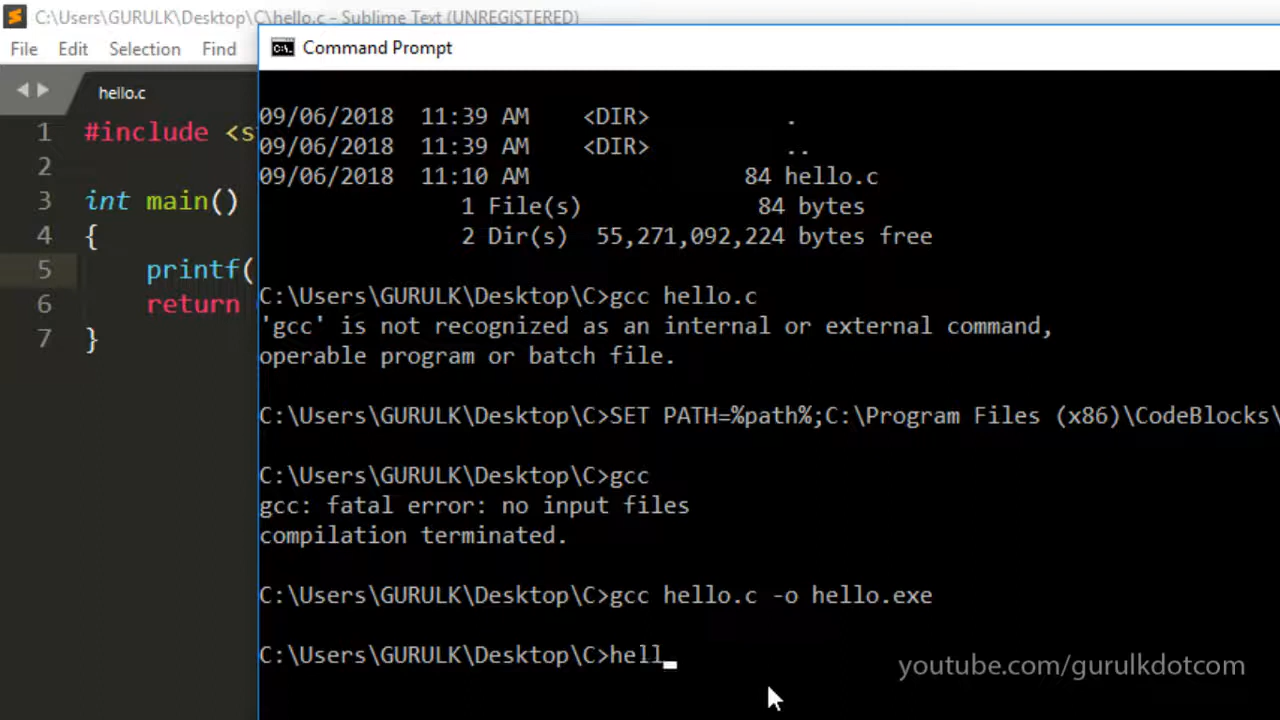 C:\Users\GURULK\Desktop\C\hello.c - Sublime Text (UNREGISTERED)
File Edit Selection Find
Command Prompt
hello.c
1 #include
2
3 int main()
4 {
5 printf(
6 return
7 }
09/06/2018 11:39 AM <DIR> .
09/06/2018 11:39 AM <DIR> ..
09/06/2018 11:10 AM 84 hello.c
1 File(s) 84 bytes
2 Dir(s) 55,271,092,224 bytes free
C:\Users\GURULK\Desktop\C>gcc hello.c
'gcc' is not recognized as an internal or external command,
operable program or batch file.
C:\Users\GURULK\Desktop\C>SET PATH=%path%;C:\Program Files (x86)\CodeBlocks\
C:\Users\GURULK\Desktop\C>gcc
gcc: fatal error: no input files
compilation terminated.
C:\Users\GURULK\Desktop\C>gcc hello.c -o hello.exe
C:\Users\GURULK\Desktop\C>hell_
youtube.com/gurulkdotcom